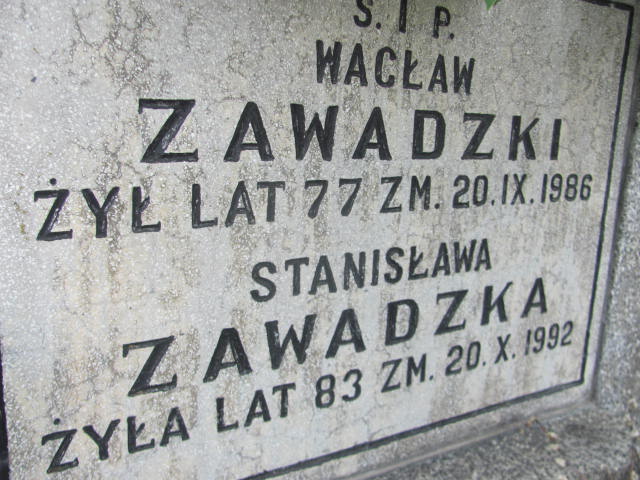 Ś. I P.
WACŁAW
ZAWADZKI
ŻYŁ LAT 77 ZM. 20.IX.1986
STANISŁAWA
ZAWADZKA
ŻYŁA LAT 83 ZM. 20.X.1992